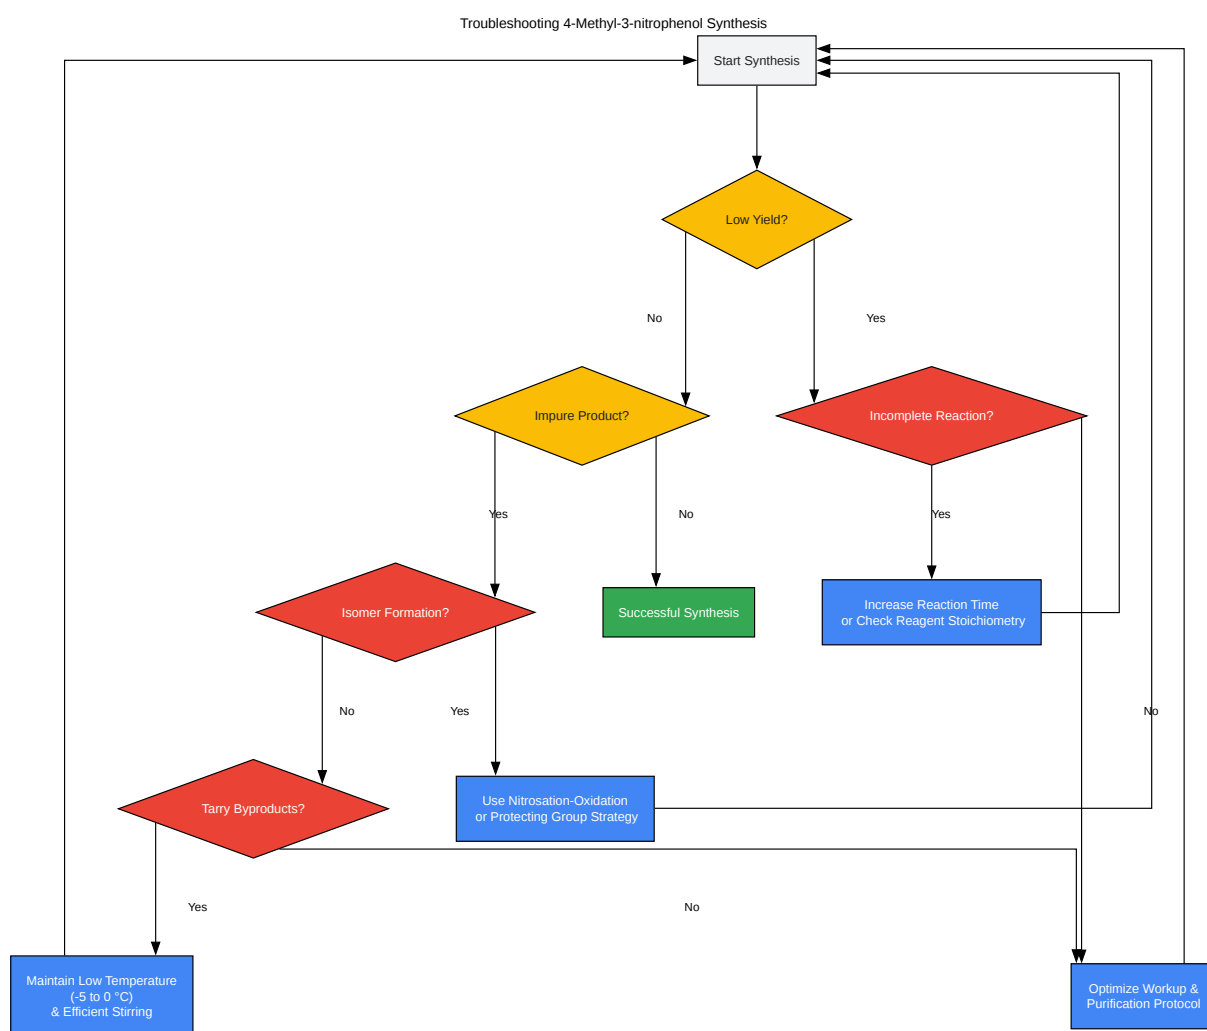 Troubleshooting 4-Methyl-3-nitrophenol Synthesis
Start Synthesis
Low Yield?
No
Yes
Impure Product?
Incomplete Reaction?
Yes
No
Yes
Isomer Formation?
Successful Synthesis
Increase Reaction Time
or Check Reagent Stoichiometry
No
Yes
No
Tarry Byproducts?
Use Nitrosation-Oxidation
or Protecting Group Strategy
Yes
No
Maintain Low Temperature
(-5 to 0 °C)
& Efficient Stirring
Optimize Workup &
Purification Protocol